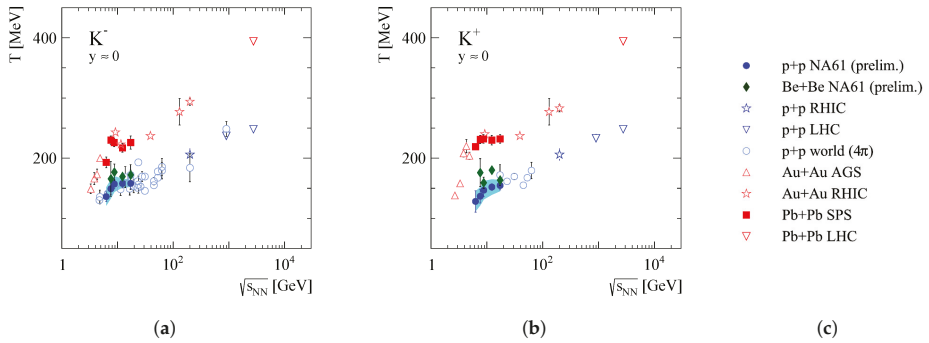 T [MeV]
400
200
K⁻
y ≈ 0
1
10²
10⁴
√sNN [GeV]
(a)
T [MeV]
400
200
K⁺
y ≈ 0
1
10²
10⁴
√sNN [GeV]
(b)
p+p NA61 (prelim.)
Be+Be NA61 (prelim.)
p+p RHIC
p+p LHC
p+p world (4π)
Au+Au AGS
Au+Au RHIC
Pb+Pb SPS
Pb+Pb LHC
(c)